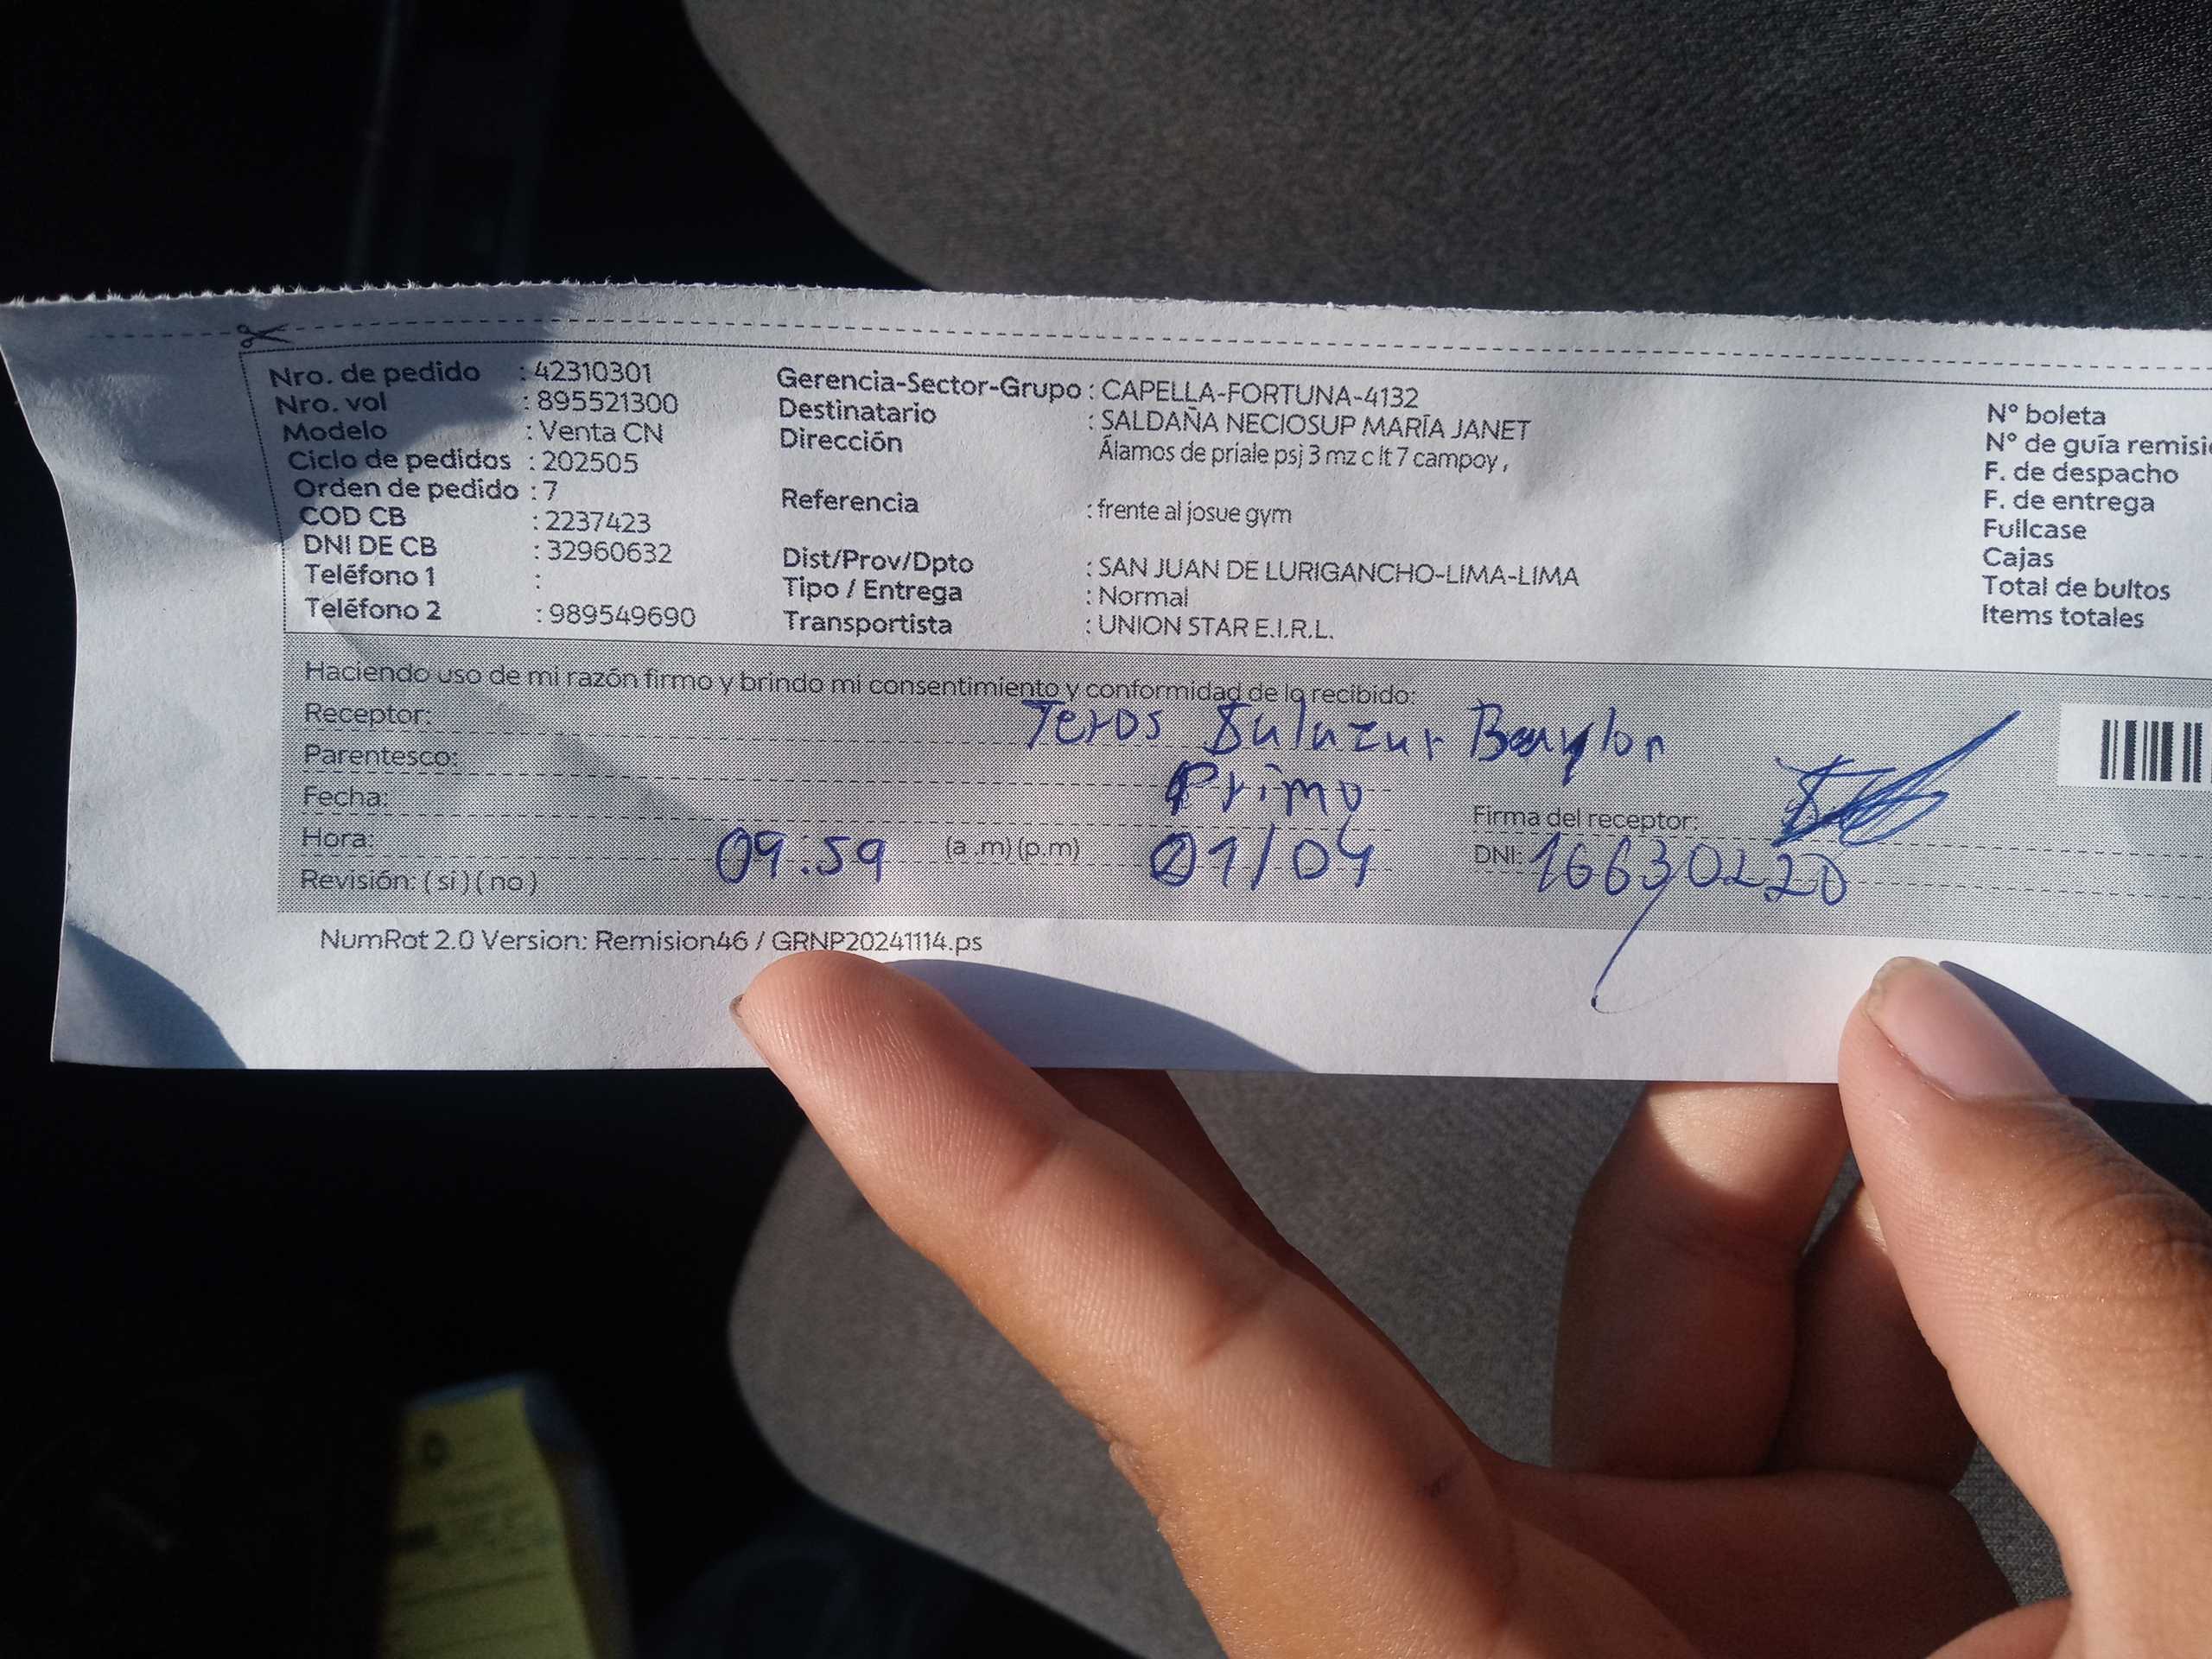 Nro. de pedido : 42310301
Nro. vol : 895521300
Modelo : Venta CN
Ciclo de pedidos : 202505
Orden de pedido : 7
COD CB : 2237423
DNI DE CB : 32960632
Teléfono 1 :
Teléfono 2 : 989549690
Gerencia-Sector-Grupo : CAPELLA-FORTUNA-4132
Destinatario : SALDAÑA NECIOSUP MARÍA JANET
Dirección Álamos de priale psj 3 mz c lt 7 campoy ,
Referencia : frente al josue gym
Dist/Prov/Dpto : SAN JUAN DE LURIGANCHO-LIMA-LIMA
Tipo / Entrega : Normal
Transportista : UNION STAR E.I.R.L.
N° boleta
N° de guía
F. de despacho
F. de entrega
Fullcase
Cajas
Total de bultos
Items totales
Haciendo uso de mi razón firmo y brindo mi consentimiento y conformidad de lo recibido:
Receptor:
Parentesco: Primo
Fecha:
Hora: 09:59 (a .m) (p.m) 01/04
Revisión: ( si ) ( no )
Firma del receptor:
DNI: 16630220
NumRot 2.0 Version: Remision46 / GRNP20241114.ps